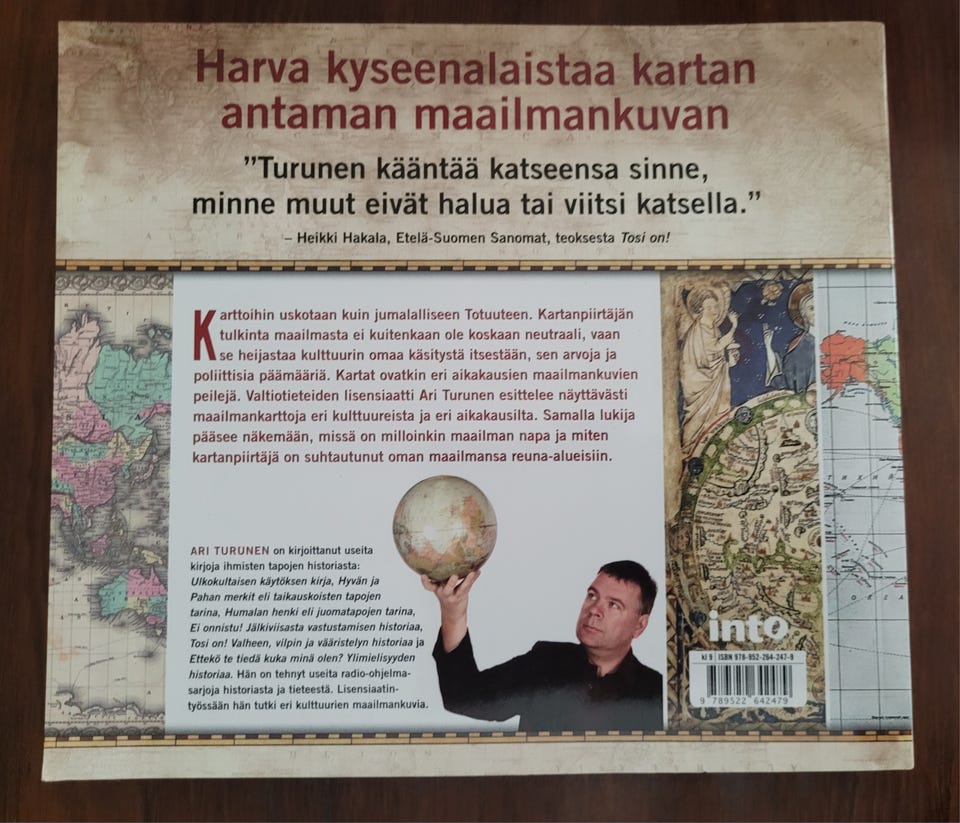 Harva kyseenalaistaa kartan
antaman maailmankuvan
”Turunen kääntää katseensa sinne,
minne muut eivät halua tai viitsi katsella.”
– Heikki Hakala, Etelä-Suomen Sanomat, teoksesta Tosi on!
Karttoihin uskotaan kuin jumalalliseen Totuuteen. Kartanpiirtäjän
tulkinta maailmasta ei kuitenkaan ole koskaan neutraali, vaan
se heijastaa kulttuurin omaa käsitystä itsestään, sen arvoja ja
poliittisia päämääriä. Kartat ovatkin eri aikakausien maailmankuvien
peilejä. Valtiotieteiden lisensiaatti Ari Turunen esittelee näyttävästi
maailmankarttoja eri kulttuureista ja eri aikakausilta. Samalla lukija
pääsee näkemään, missä on milloinkin maailman napa ja miten
kartanpiirtäjä on suhtautunut oman maailmansa reuna-alueisiin.
ARI TURUNEN on kirjoittanut useita
kirjoja ihmisten tapojen historiasta:
Ulkokultaisen käytöksen kirja, Hyvän ja
Pahan merkit eli taikauskoisten tapojen
tarina, Humalan henki eli juomatapojen tarina,
Ei onnistu! Jälkiviisasta vastustamisen historiaa,
Tosi on! Valheen, vilpin ja vääristelyn historiaa ja
Ettekö te tiedä kuka minä olen? Ylimielisyyden
historiaa. Hän on tehnyt useita radio-ohjelma-
sarjoja historiasta ja tieteestä. Lisensiaatin-
työssään hän tutki eri kulttuurien maailmankuvia.
into
kl 9 ISBN 978-952-264-247-9
9 789522 642479